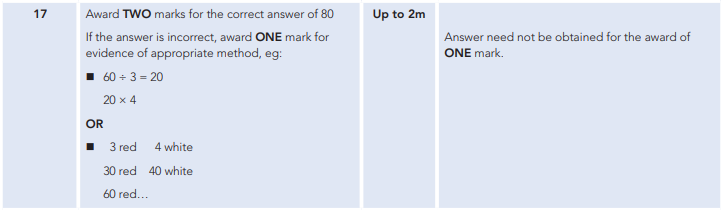 17
Award TWO marks for the correct answer of 80
Up to 2m
If the answer is incorrect, award ONE mark for
evidence of appropriate method, eg:
■ 60 ÷ 3 = 20
20 × 4
OR
■ 3 red 4 white
30 red 40 white
60 red…
Answer need not be obtained for the award of
ONE mark.